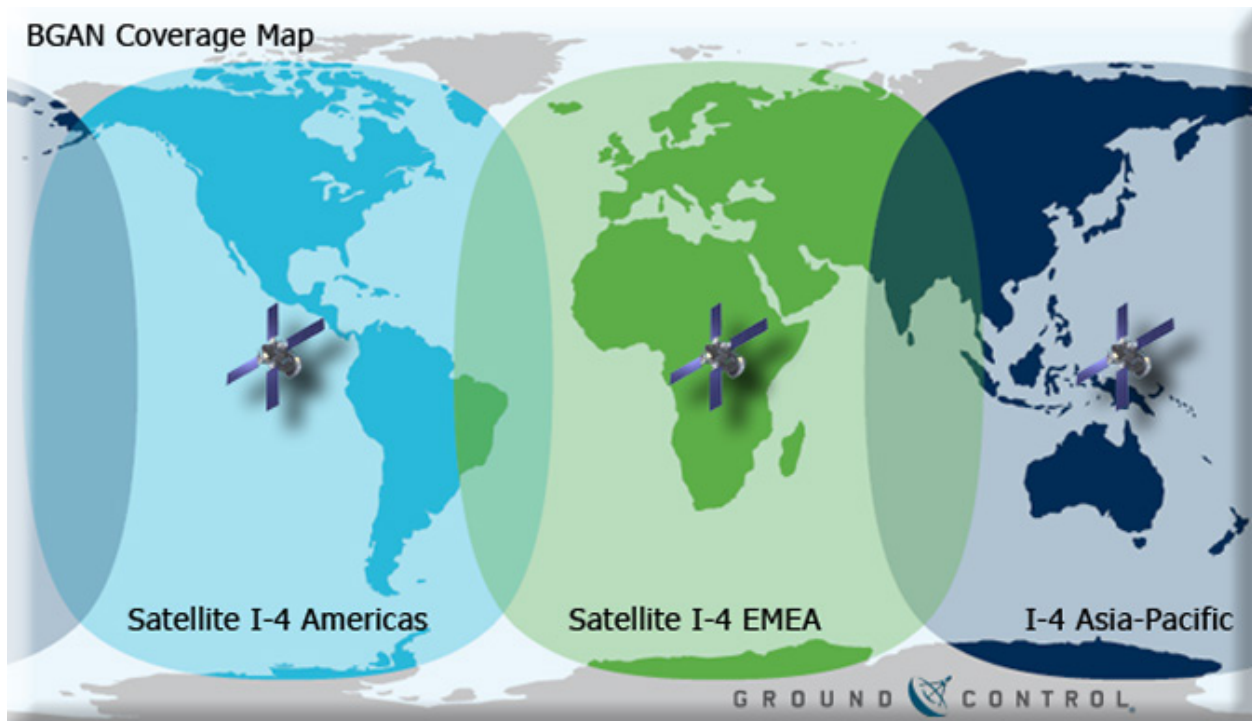 BGAN Coverage Map
Satellite I-4 Americas
Satellite I-4 EMEA
I-4 Asia-Pacific
GROUND CONTROL®